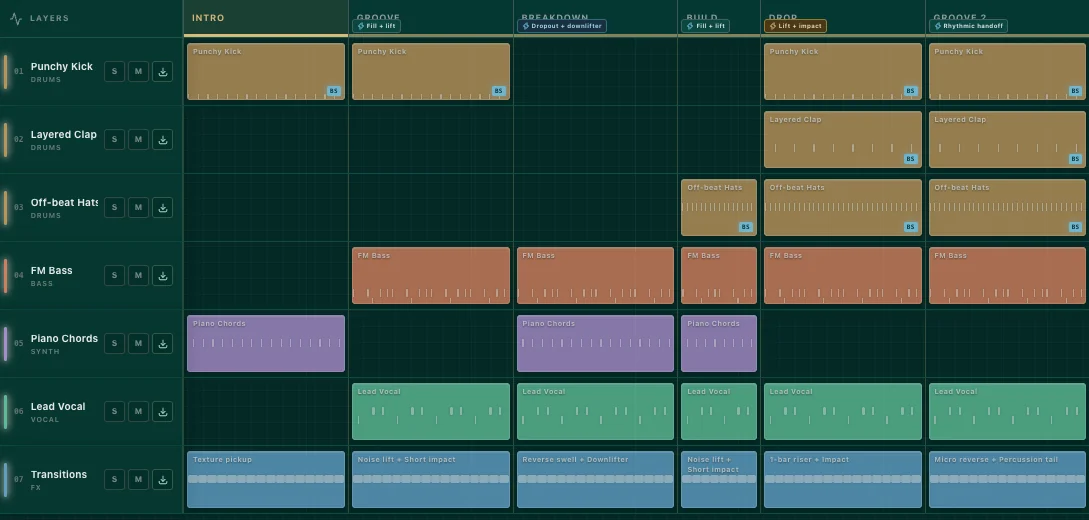 LAYERS
INTRO
GROOVE
BREAKDOWN
BUILD
DROP
GROOVE 2
Fill + lift
Dropout + downlifter
Fill + lift
Lift + impact
Rhythmic handoff
01
Punchy Kick
DRUMS
S
M
Punchy Kick
BS
Punchy Kick
BS
Punchy Kick
BS
Punchy Kick
BS
02
Layered Clap
DRUMS
S
M
Layered Clap
BS
Layered Clap
BS
03
Off-beat Hats
DRUMS
S
M
Off-beat Hats
BS
Off-beat Hats
BS
Off-beat Hats
BS
04
FM Bass
BASS
S
M
FM Bass
FM Bass
FM Bass
FM Bass
FM Bass
05
Piano Chords
SYNTH
S
M
Piano Chords
Piano Chords
Piano Chords
06
Lead Vocal
VOCAL
S
M
Lead Vocal
Lead Vocal
Lead Vocal
Lead Vocal
Lead Vocal
07
Transitions
FX
S
M
Texture pickup
Noise lift + Short impact
Reverse swell + Downlifter
Noise lift +
Short impact
1-bar riser + Impact
Micro reverse + Percussion tail